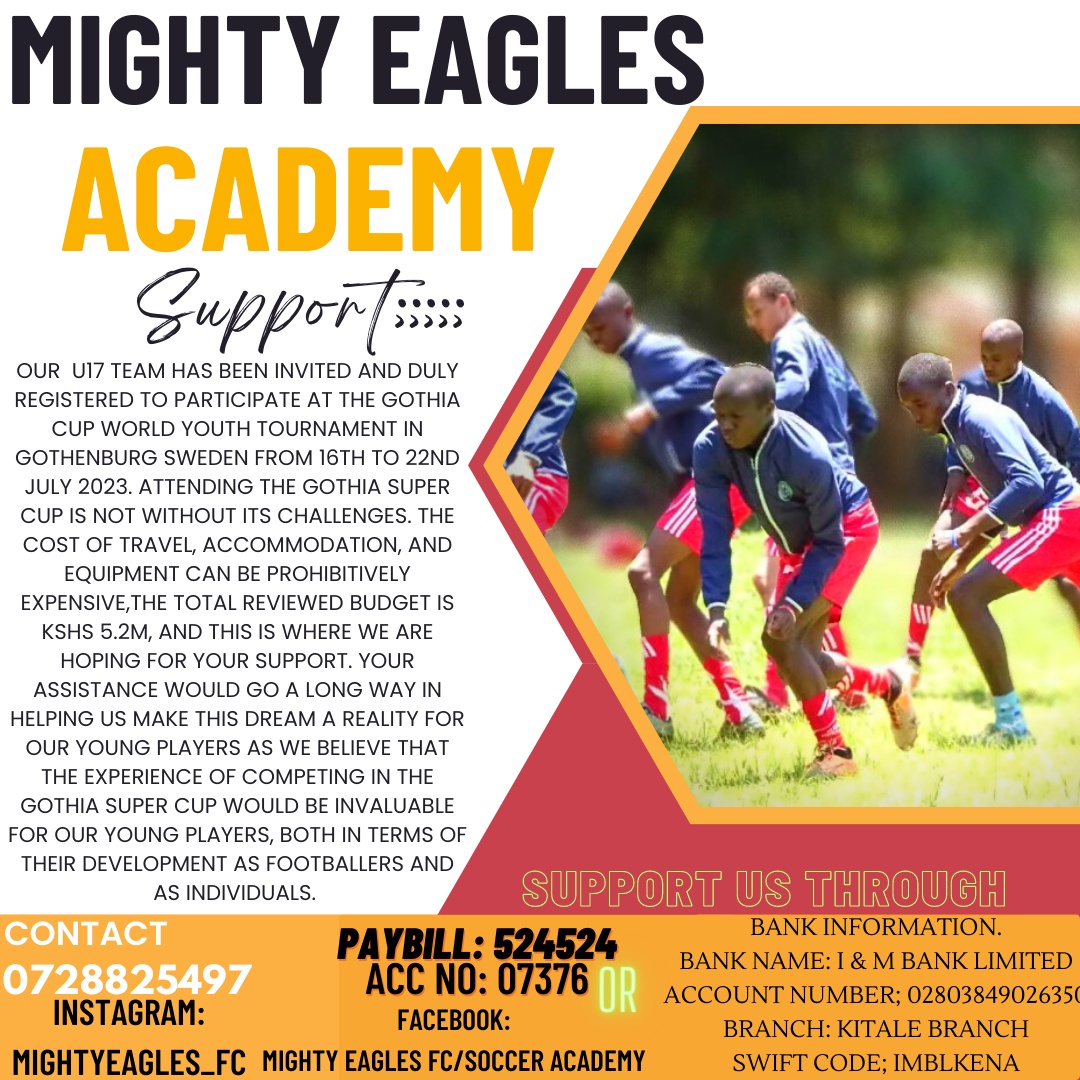 MIGHTY EAGLES
ACADEMY
Support;;;;;
OUR U17 TEAM HAS BEEN INVITED AND DULY
REGISTERED TO PARTICIPATE AT THE GOTHIA
CUP WORLD YOUTH TOURNAMENT IN
GOTHENBURG SWEDEN FROM 16TH TO 22ND
JULY 2023. ATTENDING THE GOTHIA SUPER
CUP IS NOT WITHOUT ITS CHALLENGES. THE
COST OF TRAVEL, ACCOMMODATION, AND
EQUIPMENT CAN BE PROHIBITIVELY
EXPENSIVE,THE TOTAL REVIEWED BUDGET IS
KSHS 5.2M, AND THIS IS WHERE WE ARE
HOPING FOR YOUR SUPPORT. YOUR
ASSISTANCE WOULD GO A LONG WAY IN
HELPING US MAKE THIS DREAM A REALITY FOR
OUR YOUNG PLAYERS AS WE BELIEVE THAT
THE EXPERIENCE OF COMPETING IN THE
GOTHIA SUPER CUP WOULD BE INVALUABLE
FOR OUR YOUNG PLAYERS, BOTH IN TERMS OF
THEIR DEVELOPMENT AS FOOTBALLERS AND
AS INDIVIDUALS.
SUPPORT US THROUGH
CONTACT
0728825497
INSTAGRAM:
MIGHTYEAGLES_FC
PAYBILL: 524524
ACC NO: 07376
OR
FACEBOOK:
MIGHTY EAGLES FC/SOCCER ACADEMY
BANK INFORMATION.
BANK NAME: I & M BANK LIMITED
ACCOUNT NUMBER; 02803849026350
BRANCH: KITALE BRANCH
SWIFT CODE; IMBLKENA